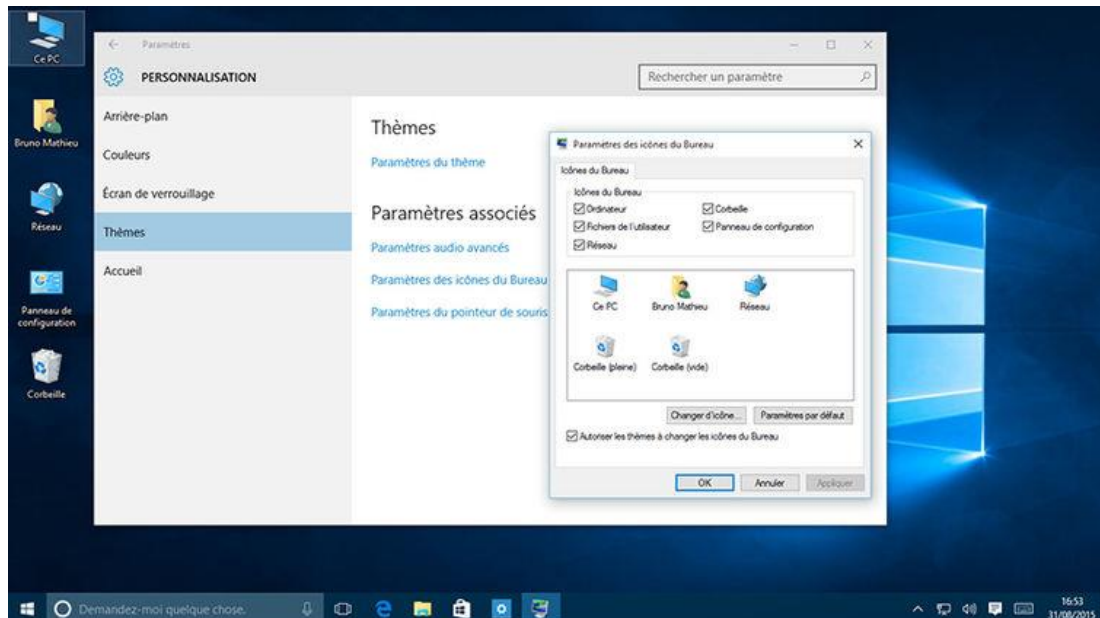 Ce PC
Bruno Mathieu
Réseau
Panneau de
configuration
Corbeille
Paramètres
PERSONNALISATION
Rechercher un paramètre
Arrière-plan
Couleurs
Écran de verrouillage
Thèmes
Accueil
Thèmes
Paramètres du thème
Paramètres associés
Paramètres audio avancés
Paramètres des icônes du Bureau
Paramètres du pointeur de souris
Paramètres des icônes du Bureau
Icônes du Bureau
Icônes du Bureau
Ordinateur
Corbeille
Fichiers de l'utilisateur
Panneau de configuration
Réseau
Ce PC
Bruno Mathieu
Réseau
Corbeille (pleine)
Corbeille (vide)
Changer d'icône...
Paramètres par défaut
Autoriser les thèmes à changer les icônes du Bureau
OK
Annuler
Appliquer
Demandez-moi quelque chose.
16:53
31/08/2015